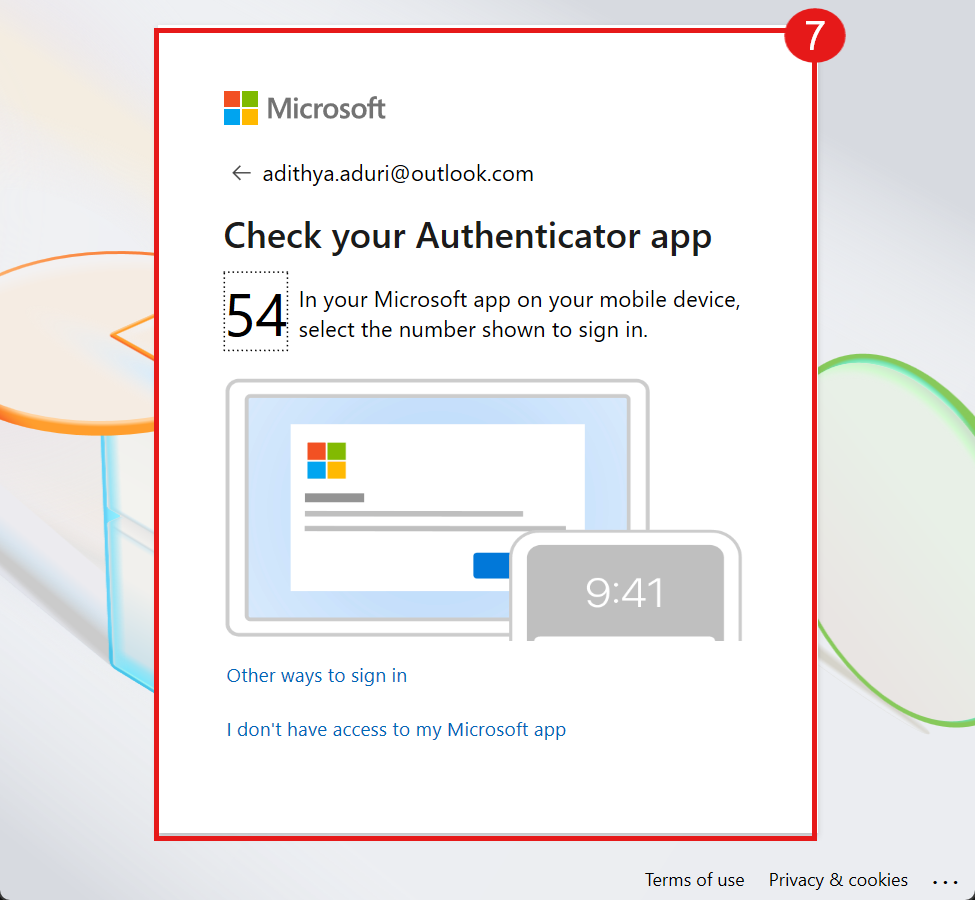 7
Microsoft
← adithya.aduri@outlook.com
Check your Authenticator app
54
In your Microsoft app on your mobile device,
select the number shown to sign in.
9:41
Other ways to sign in
I don't have access to my Microsoft app
Terms of use Privacy & cookies ...